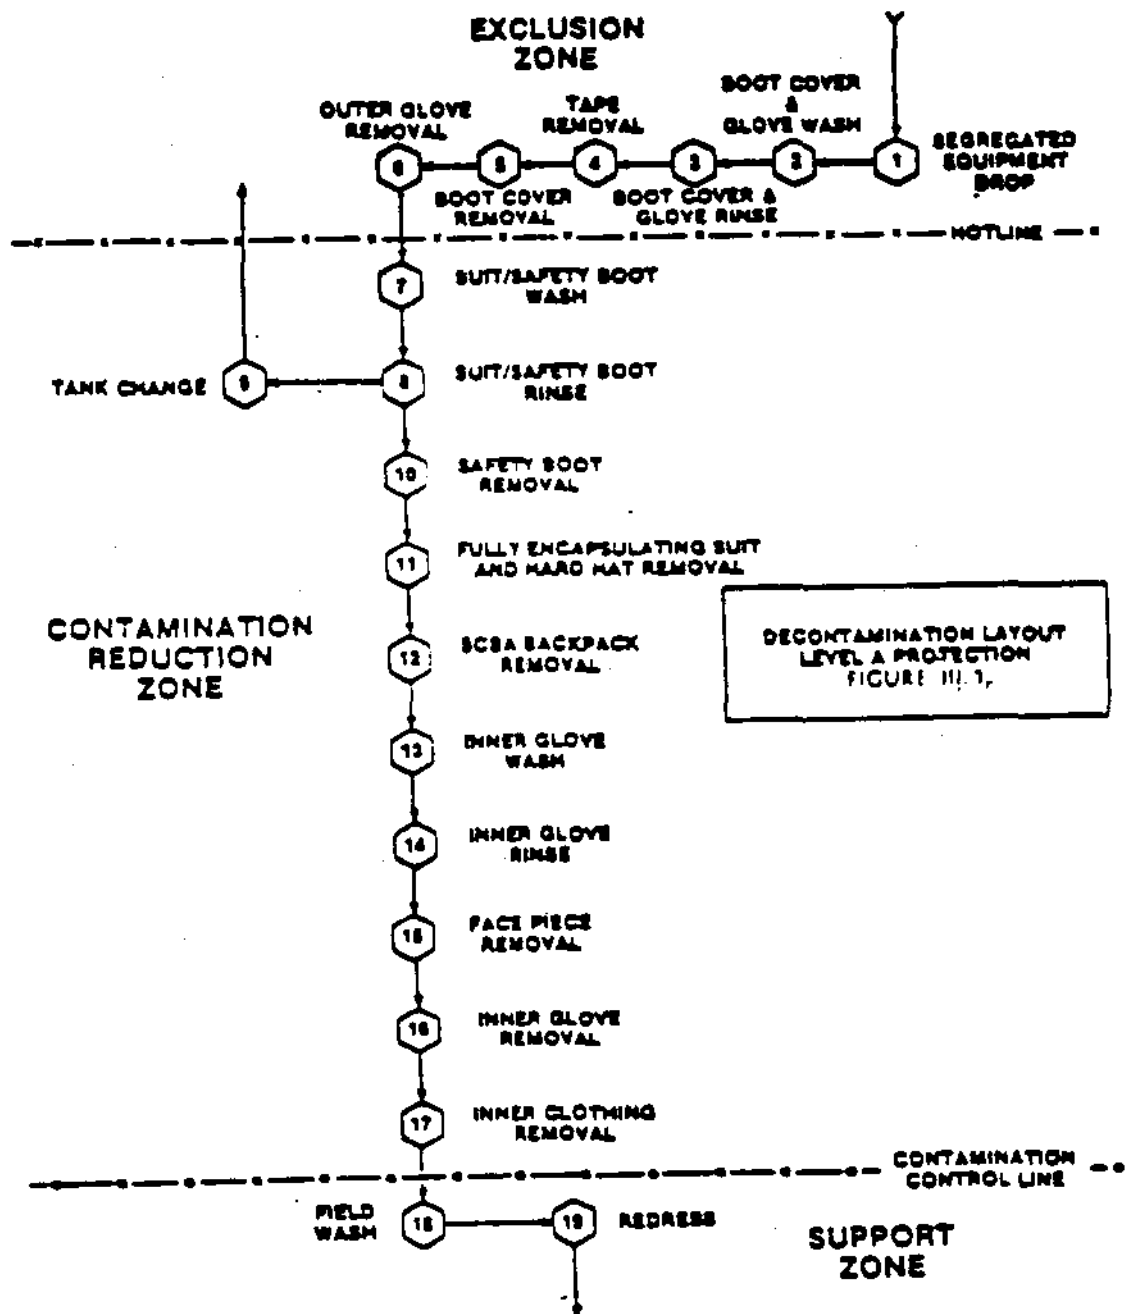 EXCLUSION
ZONE
1
SEGREGATED
EQUIPMENT
DROP
2
BOOT COVER
&
GLOVE WASH
3
BOOT COVER &
GLOVE RINSE
4
TAPE
REMOVAL
5
BOOT COVER
REMOVAL
6
OUTER GLOVE
REMOVAL
HOTLINE
7
SUIT/SAFETY BOOT
WASH
8
SUIT/SAFETY BOOT
RINSE
9
TANK CHANGE
10
SAFETY BOOT
REMOVAL
11
FULLY ENCAPSULATING SUIT
AND HARD HAT REMOVAL
CONTAMINATION
REDUCTION
ZONE
DECONTAMINATION LAYOUT
LEVEL A PROTECTION
FIGURE III.1,
12
SCBA BACKPACK
REMOVAL
13
INNER GLOVE
WASH
14
INNER GLOVE
RINSE
15
FACE PIECE
REMOVAL
16
INNER GLOVE
REMOVAL
17
INNER CLOTHING
REMOVAL
CONTAMINATION
CONTROL LINE
FIELD
WASH
18
19
REDRESS
SUPPORT
ZONE